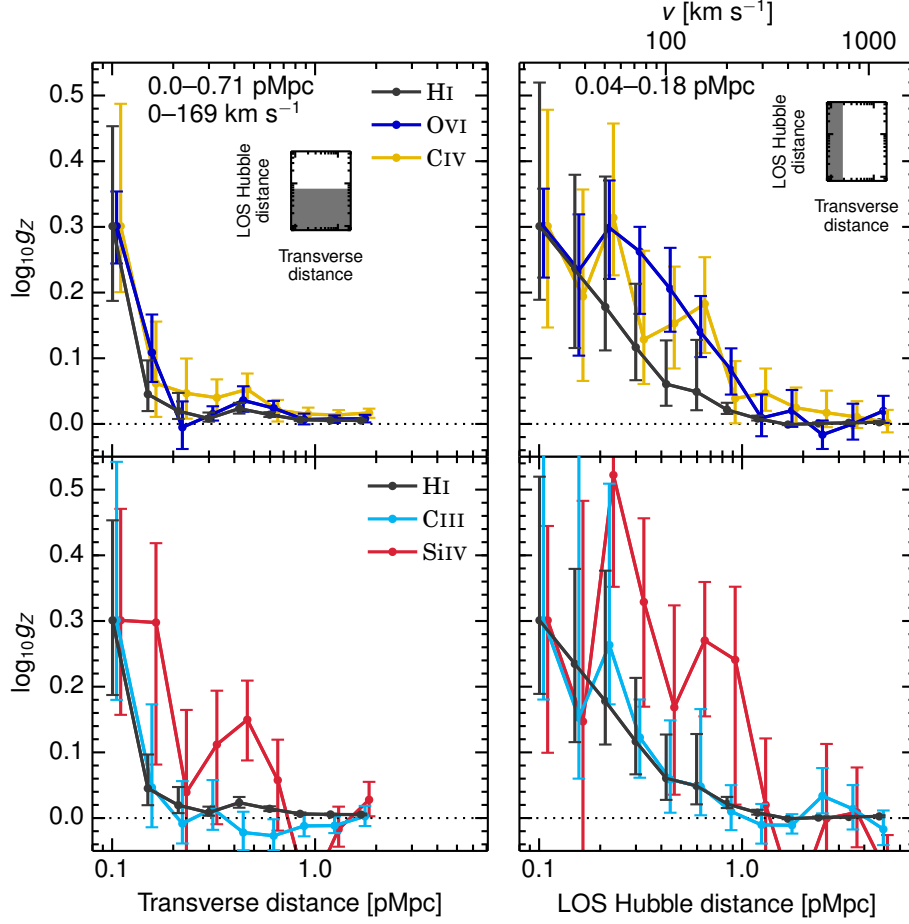 v [km s⁻¹]
100
1000
0.0–0.71 pMpc
0–169 km s⁻¹
HI
OVI
CIV
LOS Hubble
distance
Transverse
distance
0.04–0.18 pMpc
LOS Hubble
distance
Transverse
distance
log₁₀gZ
0.5
0.4
0.3
0.2
0.1
0.0
HI
CIII
SiIV
log₁₀gZ
0.5
0.4
0.3
0.2
0.1
0.0
0.1
1.0
0.1
1.0
Transverse distance [pMpc]
LOS Hubble distance [pMpc]